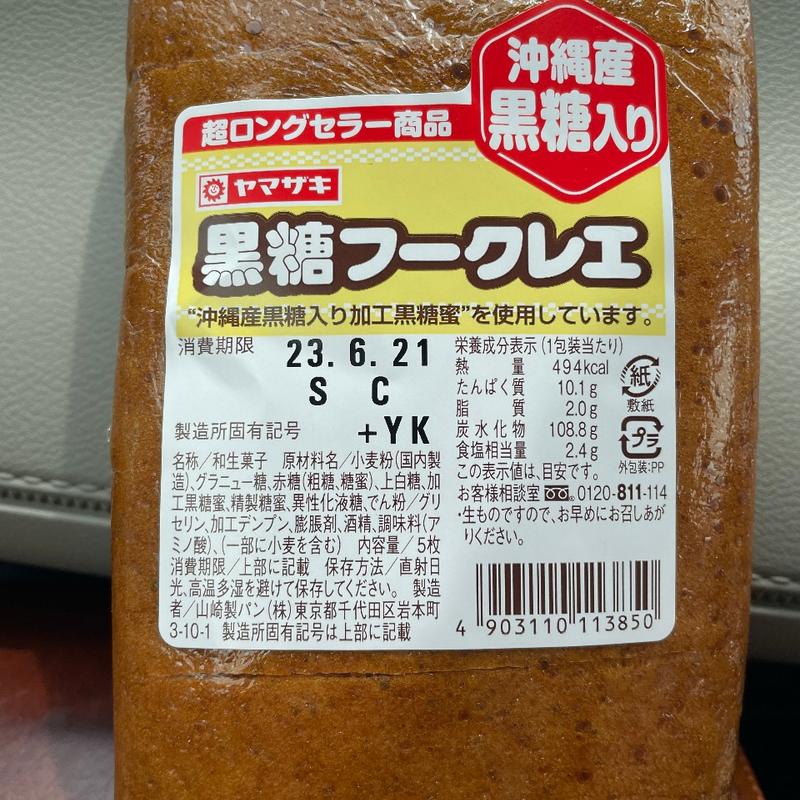 沖縄産
黒糖入り
超ロングセラー商品
ヤマザキ
黒糖フークレエ
“沖縄産黒糖入り加工黒糖蜜”を使用しています。
消費期限 23. 6. 21
S C
製造所固有記号 +YK
名称/和生菓子 原材料名/小麦粉(国内製
造)、グラニュー糖、赤糖(粗糖、糖蜜)、上白糖、加
工黒糖蜜、精製糖蜜、異性化液糖、でん粉/グリ
セリン、加工デンプン、膨脹剤、酒精、調味料(ア
ミノ酸)、(一部に小麦を含む) 内容量/5枚
消費期限/上部に記載 保存方法/直射日
光、高温多湿を避けて保存してください。 製造
者/山崎製パン(株)東京都千代田区岩本町
3-10-1 製造所固有記号は上部に記載
栄養成分表示(1包装当たり)
熱量 494kcal
たんぱく質 10.1g
脂質 2.0g
炭水化物 108.8g
食塩相当量 2.4g
この表示値は、目安です。
お客様相談室 0120-811-114
・生ものですので、お早めにお召しあが
りください。
紙
敷紙
プラ
外包装:PP
4 903110 113850